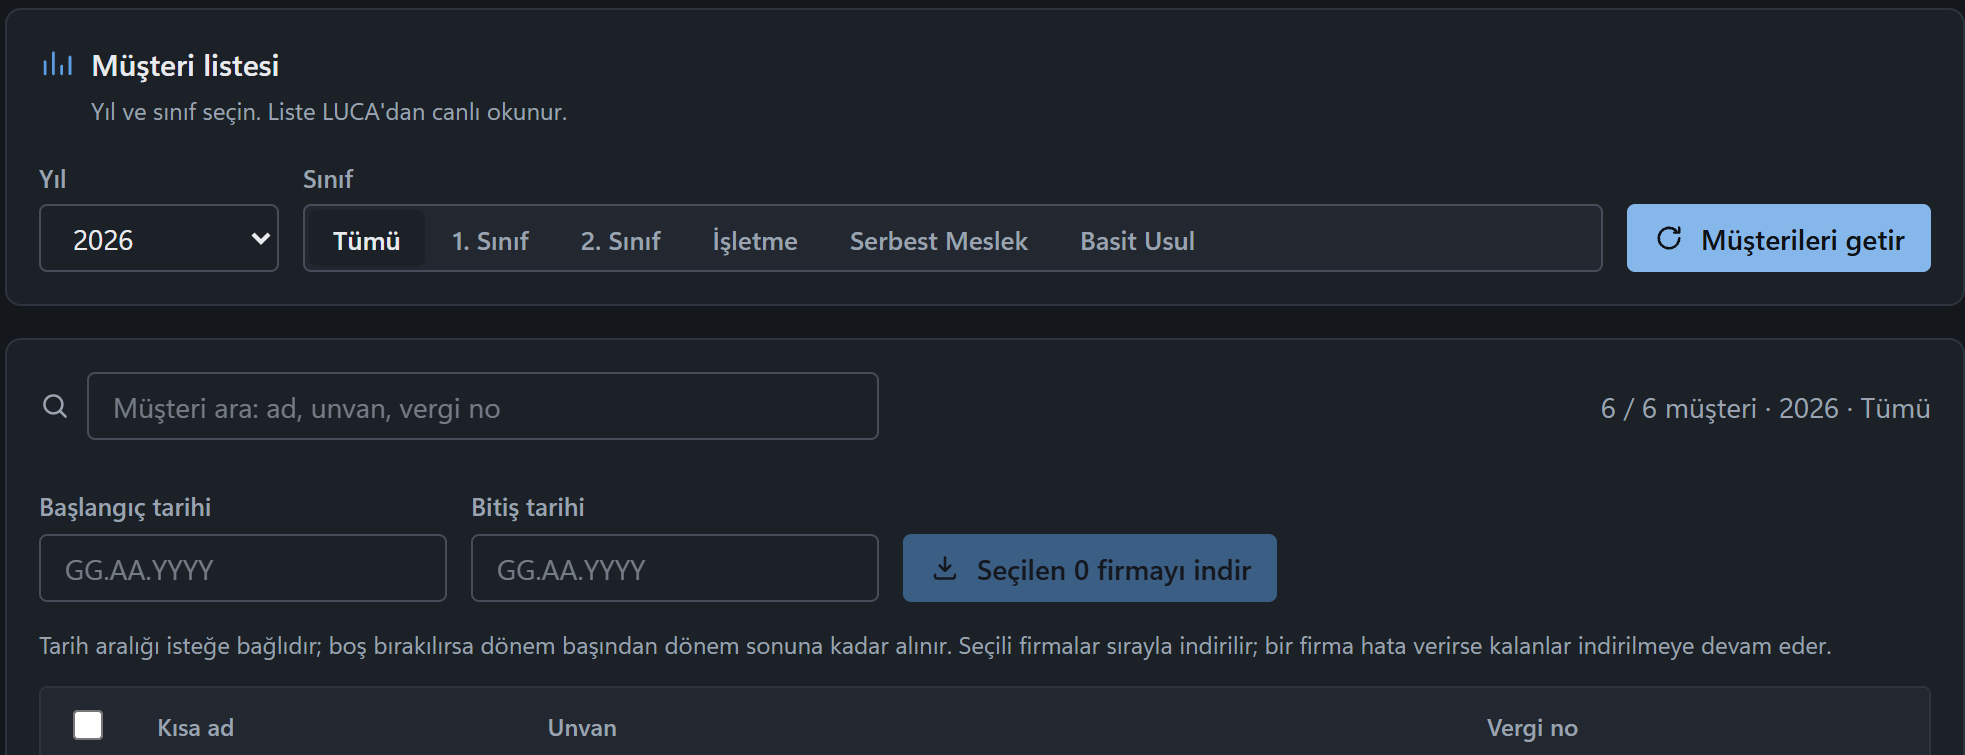 Müşteri listesi
Yıl ve sınıf seçin. Liste LUCA'dan canlı okunur.
Yıl
Sınıf
2026
Tümü 1. Sınıf 2. Sınıf İşletme Serbest Meslek Basit Usul
Müşterileri getir
Müşteri ara: ad, unvan, vergi no
6 / 6 müşteri · 2026 · Tümü
Başlangıç tarihi
Bitiş tarihi
GG.AA.YYYY
GG.AA.YYYY
Seçilen 0 firmayı indir
Tarih aralığı isteğe bağlıdır; boş bırakılırsa dönem başından dönem sonuna kadar alınır. Seçili firmalar sırayla indirilir; bir firma hata verirse kalanlar indirilmeye devam eder.
Kısa ad Unvan Vergi no